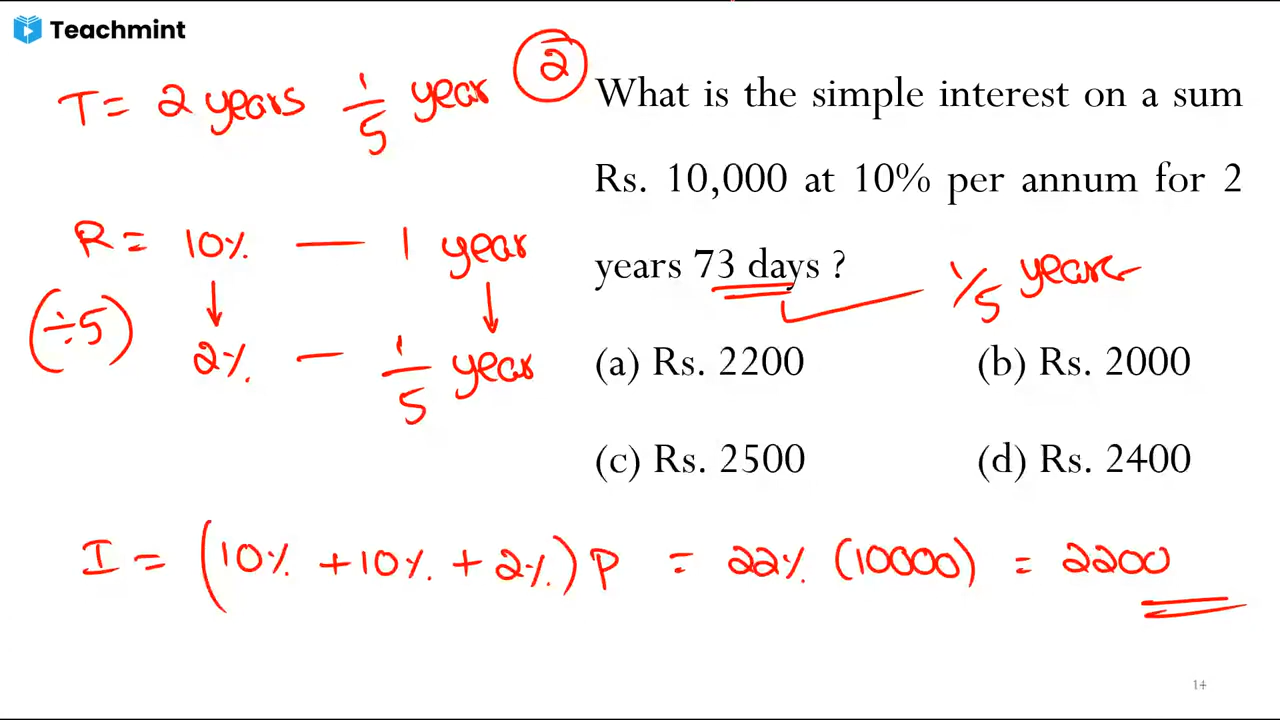 Teachmint
T = 2 years 1/5 year
2
What is the simple interest on a sum
Rs. 10,000 at 10% per annum for 2
years 73 days ?
1/5 years
(a) Rs. 2200 (b) Rs. 2000
(c) Rs. 2500 (d) Rs. 2400
R = 10% — 1 year
(÷5)
2% — 1/5 year
I = (10% + 10% + 2%) P = 22% (10000) = 2200
14